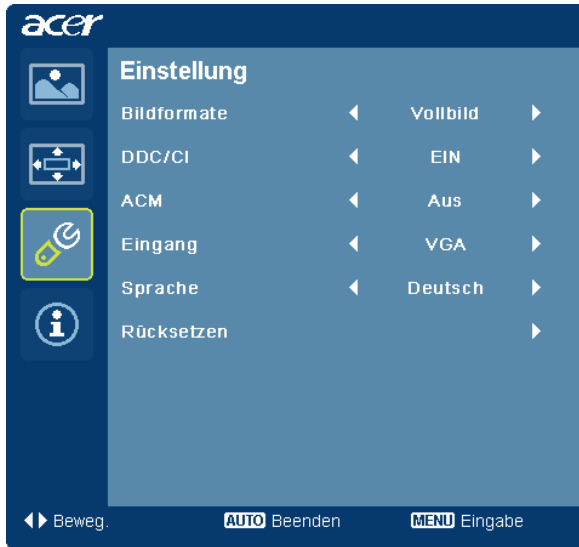 acer
Einstellung
Bildformate Vollbild
DDC/CI EIN
ACM Aus
Eingang VGA
Sprache Deutsch
Rücksetzen
Beweg. AUTO Beenden MENU Eingabe